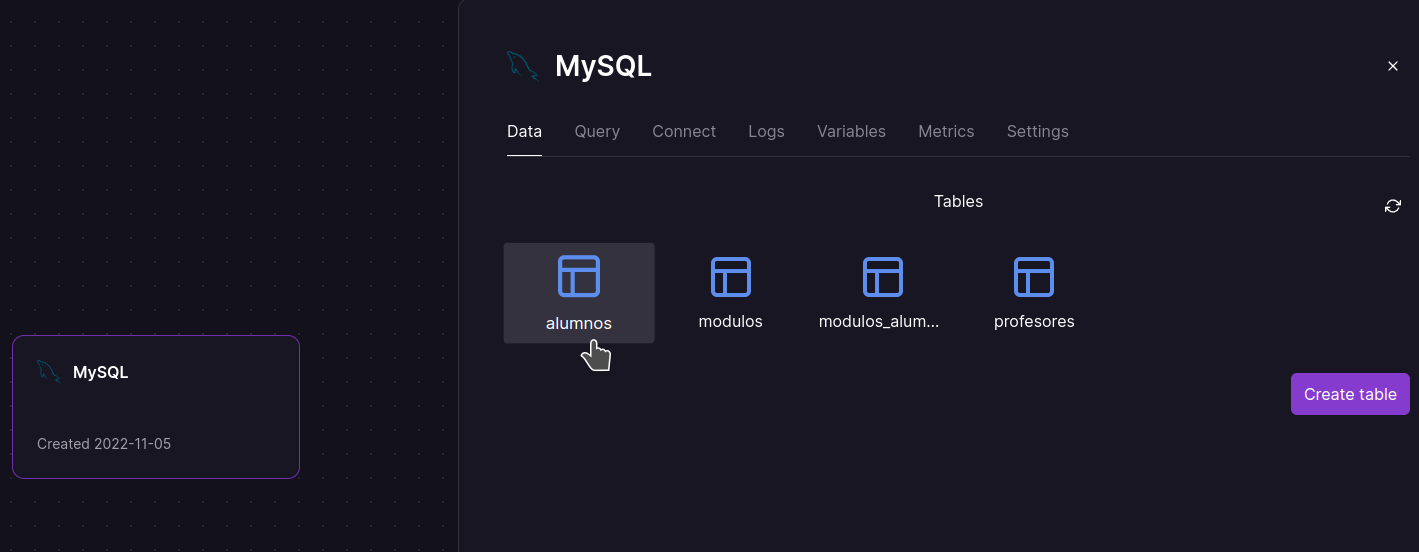 MySQL
Data Query Connect Logs Variables Metrics Settings
Tables
alumnos modulos modulos_alum... profesores
Create table
MySQL
Created 2022-11-05